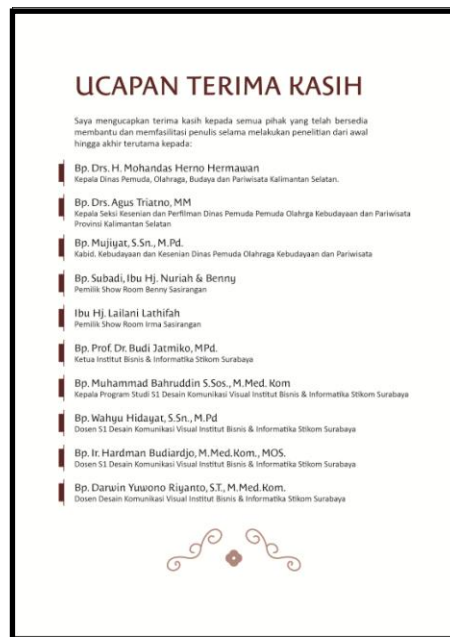 UCAPAN TERIMA KASIH
Saya mengucapkan terima kasih kepada semua pihak yang telah bersedia
membantu dan memfasilitasi penulis selama melakukan penelitian dari awal
hingga akhir terutama kepada:
Bp. Drs. H. Mohandas Herno Hermawan
Kepala Dinas Pemuda, Olahraga, Budaya dan Pariwisata Kalimantan Selatan.
Bp. Drs. Agus Triatno, MM
Kepala Seksi Kesenian dan Perfilman Dinas Pemuda Pemuda Olahrga Kebudayaan dan Pariwisata
Provinsi Kalimantan Selatan
Bp. Mujiyat, S.Sn., M.Pd.
Kabid. Kebudayaan dan Kesenian Dinas Pemuda Olahraga Kebudayaan dan Pariwisata
Bp. Subadi, Ibu Hj. Nuriah & Benny
Pemilik Show Room Benny Sasirangan
Ibu Hj. Lailani Lathifah
Pemilik Show Room Irma Sasirangan
Bp. Prof. Dr. Budi Jatmiko, MPd.
Ketua Institut Bisnis & Informatika Stikom Surabaya
Bp. Muhammad Bahruddin S.Sos., M.Med. Kom
Kepala Program Studi S1 Desain Komunikasi Visual Institut Bisnis & Informatika Stikom Surabaya
Bp. Wahyu Hidayat, S.Sn., M.Pd
Dosen S1 Desain Komunikasi Visual Institut Bisnis & Informatika Stikom Surabaya
Bp. Ir. Hardman Budiardjo, M.Med.Kom., MOS.
Dosen S1 Desain Komunikasi Visual Institut Bisnis & Informatika Stikom Surabaya
Bp. Darwin Yuwono Riyanto, S.T., M.Med.Kom.
Dosen Desain Komunikasi Visual Institut Bisnis & Informatika Stikom Surabaya